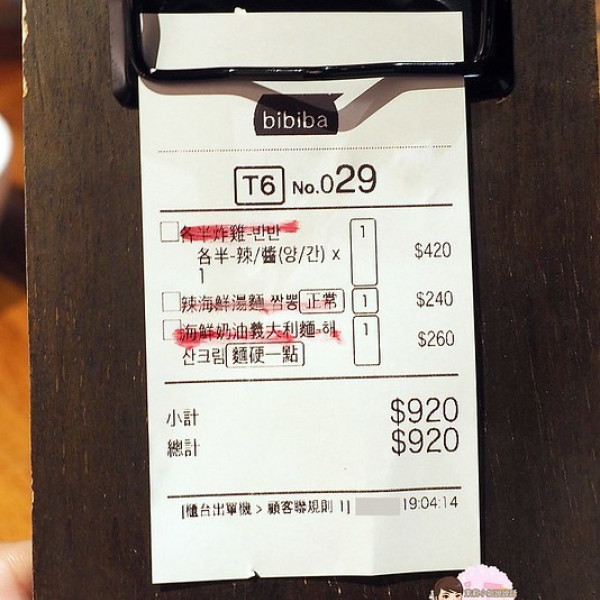 bibiba
T6 No.029
各半炸雞-반반 1
各半-辣/醬(양/간) x $420
1
辣海鮮湯麵 짬뽕 正常 1 $240
海鮮奶油義大利麵-해 1 $260
산크림 麵硬一點
小計 $920
總計 $920
[櫃台出單機 > 顧客聯規則 1] 19:04:14